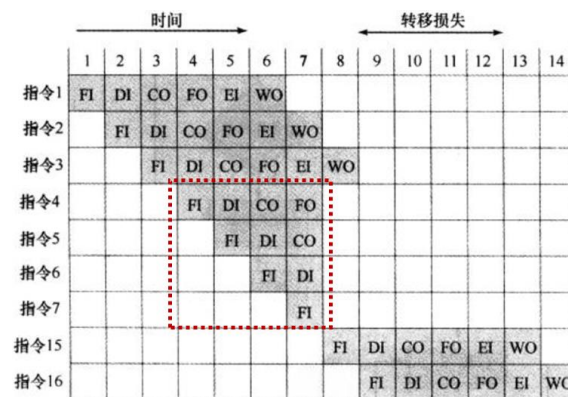 时间 转移损失
1 2 3 4 5 6 7 8 9 10 11 12 13 14
指令1 FI DI CO FO EI WO
指令2 FI DI CO FO EI WO
指令3 FI DI CO FO EI WO
指令4 FI DI CO FO
指令5 FI DI CO
指令6 FI DI
指令7 FI
指令15 FI DI CO FO EI WO
指令16 FI DI CO FO EI WO